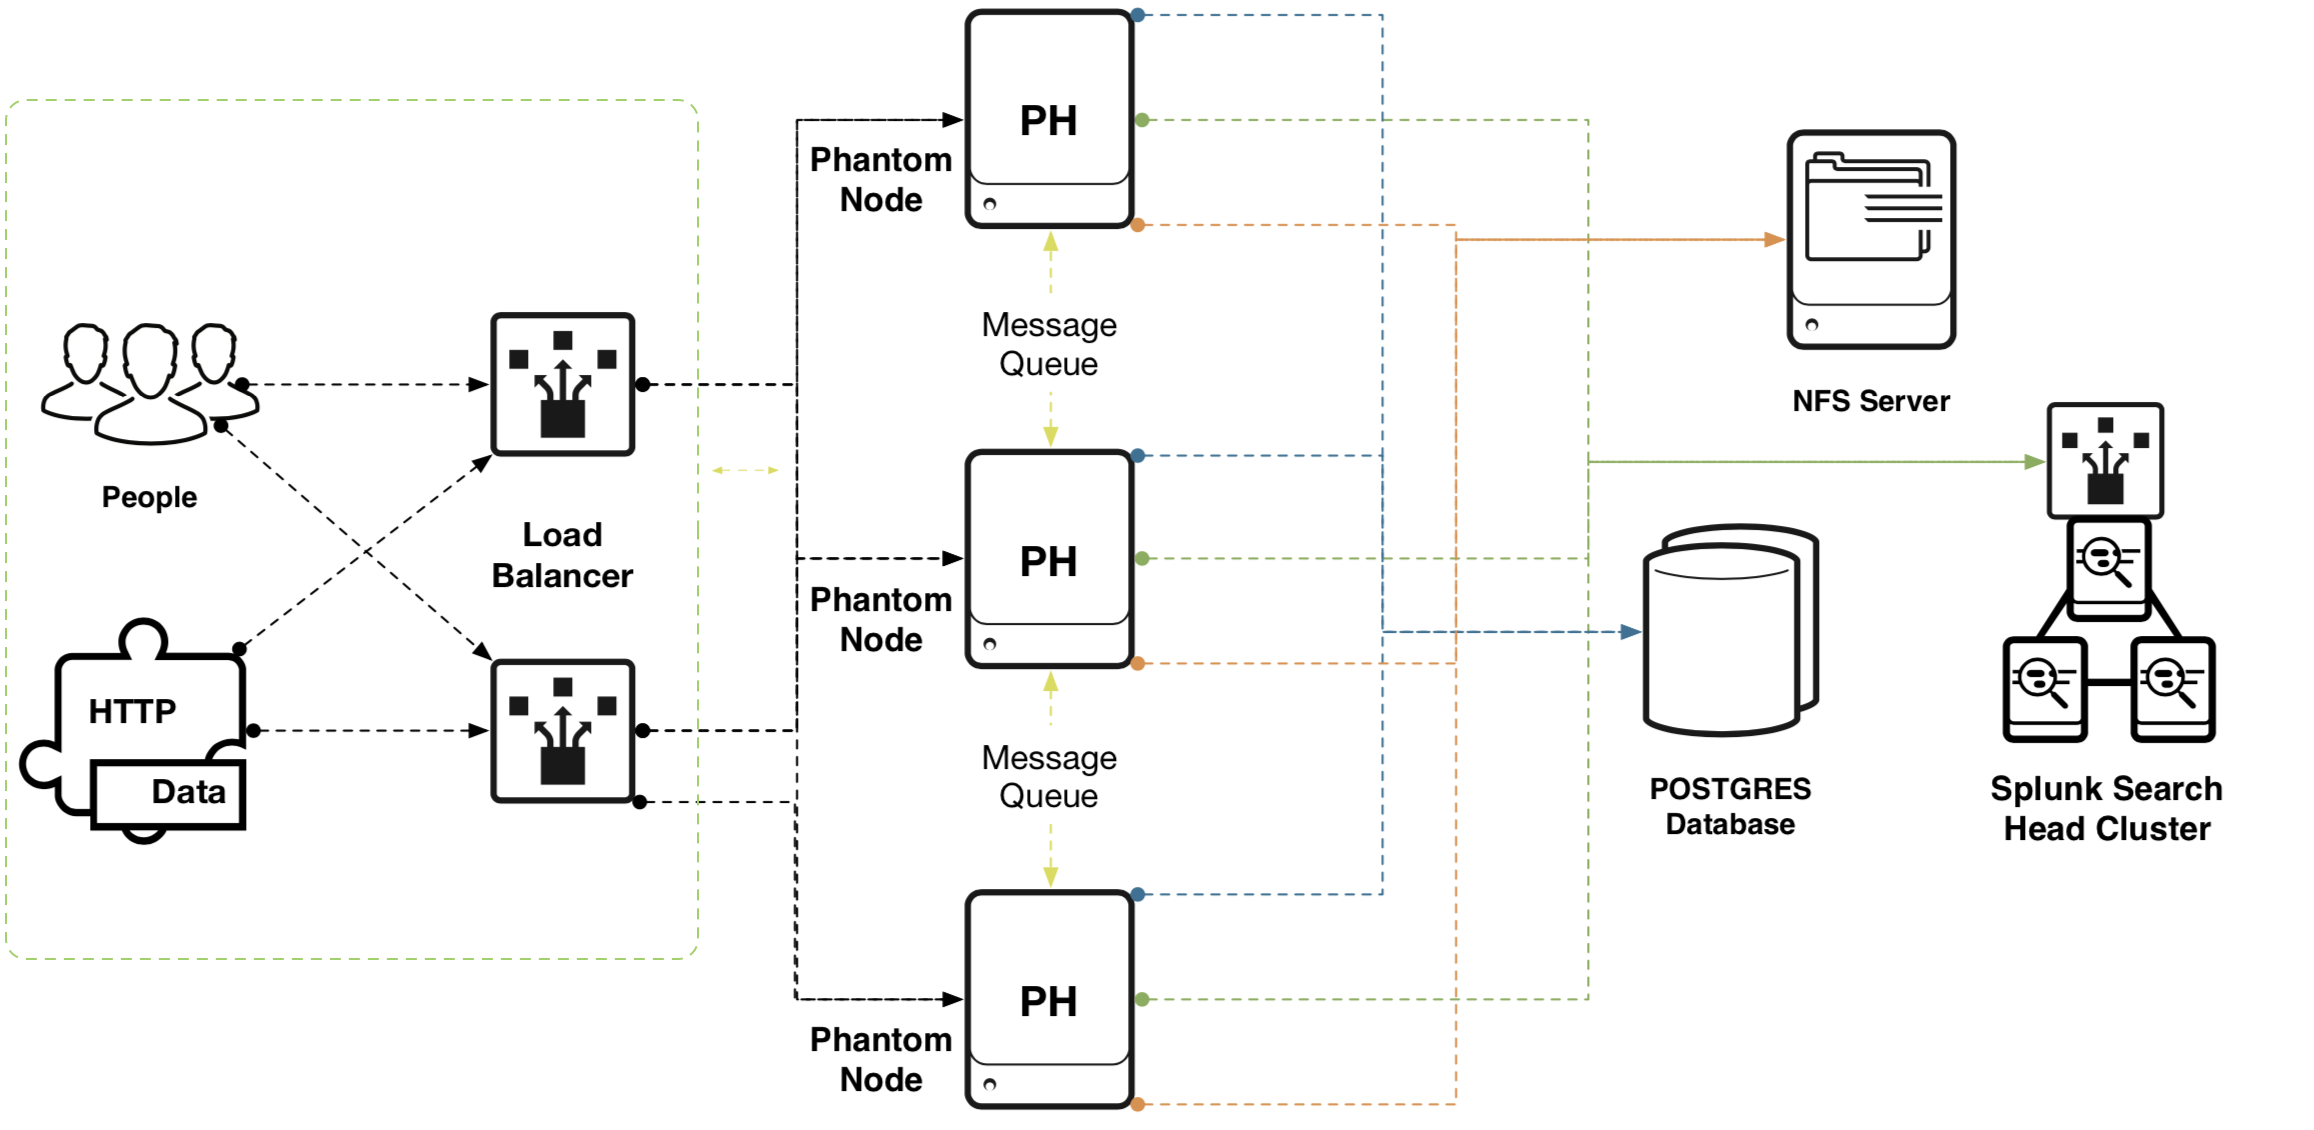 People
HTTP
Data
Load
Balancer
PH
Phantom
Node
Message
Queue
PH
Phantom
Node
Message
Queue
PH
Phantom
Node
NFS Server
POSTGRES
Database
Splunk Search
Head Cluster